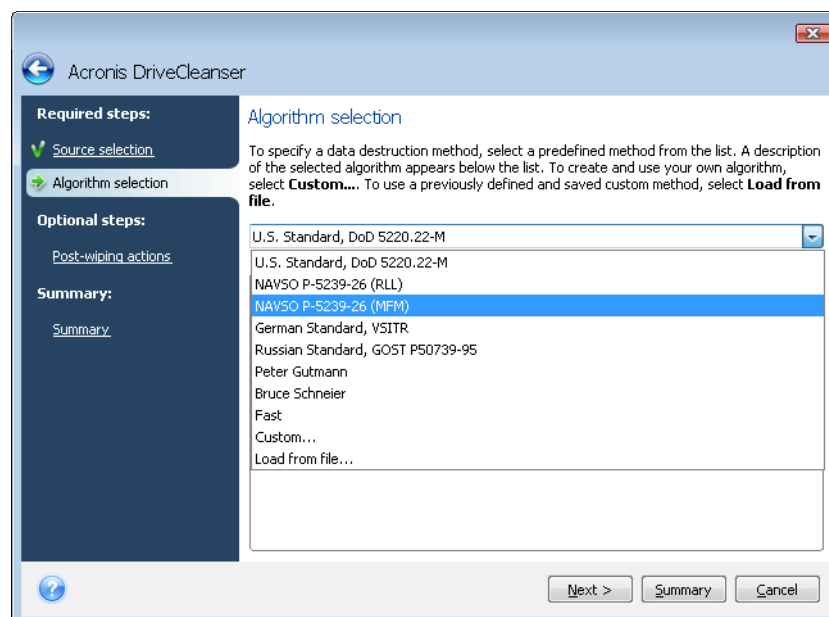 Acronis DriveCleanser
Required steps:
Source selection
Algorithm selection
Optional steps:
Post-wiping actions
Summary:
Summary
Algorithm selection
To specify a data destruction method, select a predefined method from the list. A description
of the selected algorithm appears below the list. To create and use your own algorithm,
select Custom.... To use a previously defined and saved custom method, select Load from
file.
U.S. Standard, DoD 5220.22-M
U.S. Standard, DoD 5220.22-M
NAVSO P-5239-26 (RLL)
NAVSO P-5239-26 (MFM)
German Standard, VSITR
Russian Standard, GOST P50739-95
Peter Gutmann
Bruce Schneier
Fast
Custom...
Load from file...
?
Next >
Summary
Cancel